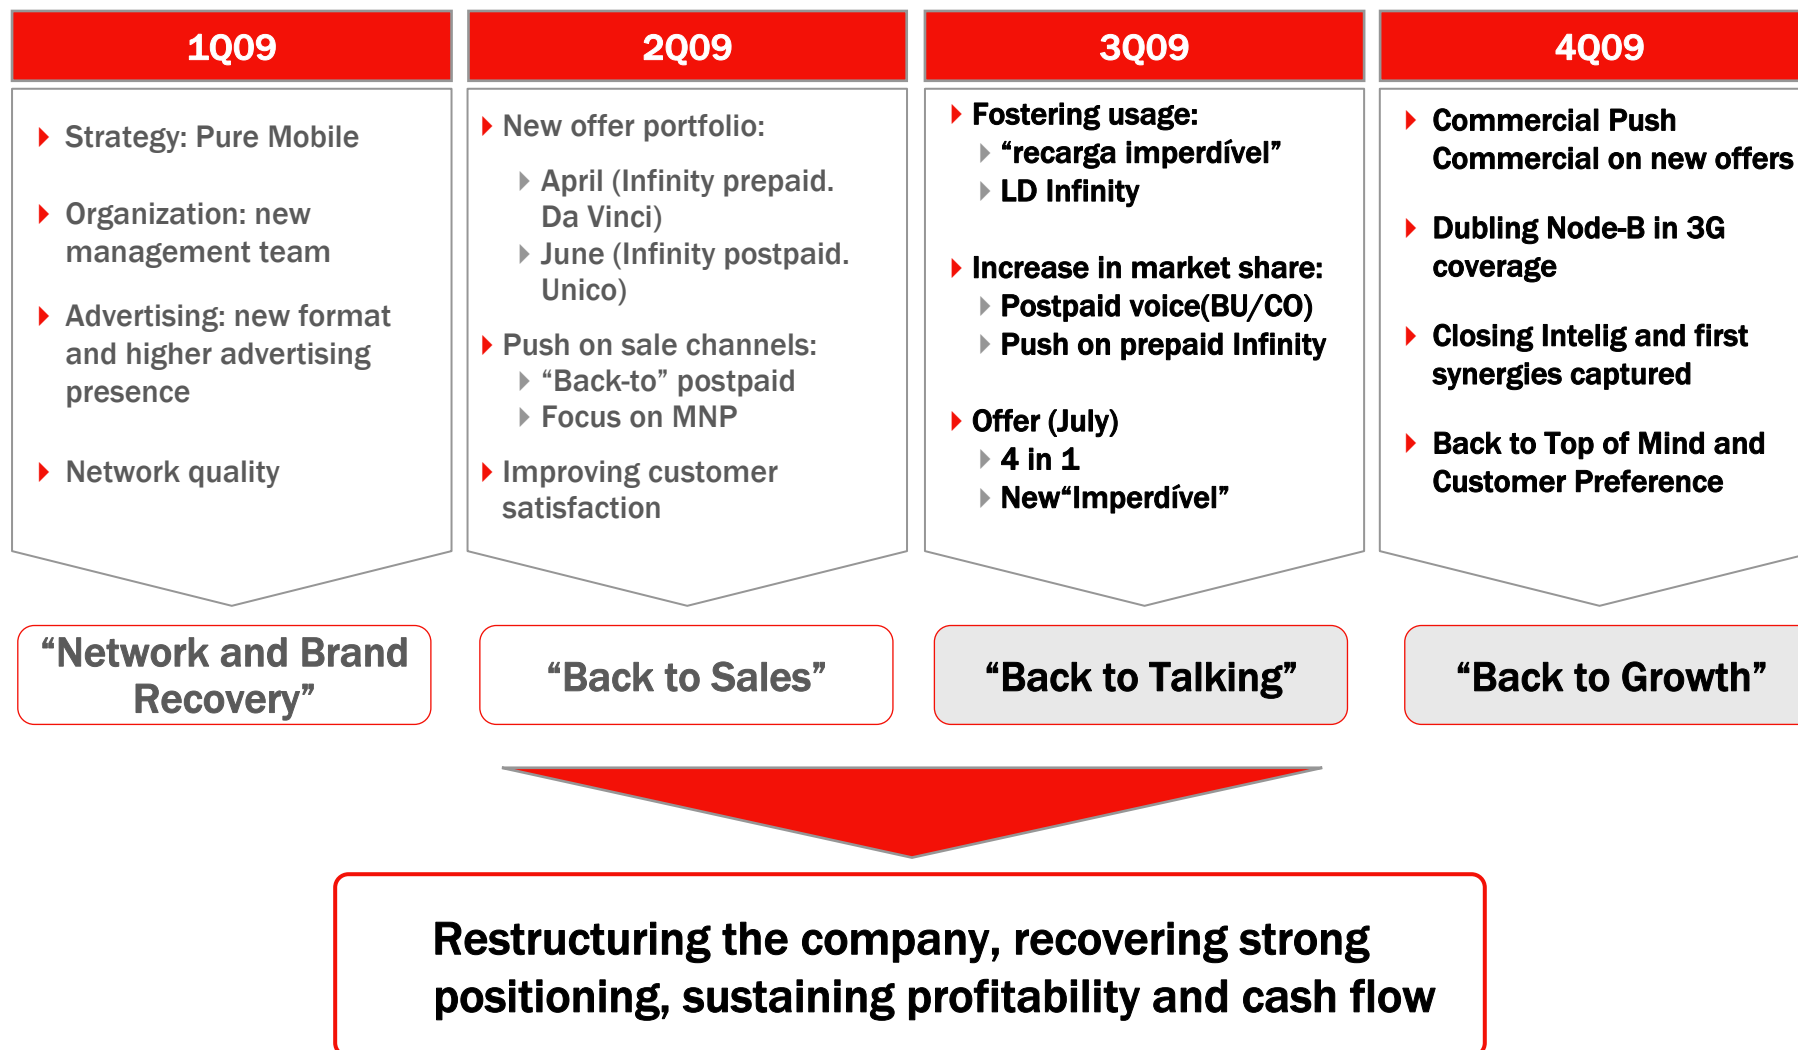 1Q09
Strategy: Pure Mobile
Organization: new
management team
Advertising: new format
and higher advertising
presence
Network quality
“Network and Brand
Recovery”
2Q09
New offer portfolio:
April (Infinity prepaid.
Da Vinci)
June (Infinity postpaid.
Unico)
Push on sale channels:
“Back-to” postpaid
Focus on MNP
Improving customer
satisfaction
“Back to Sales”
3Q09
Fostering usage:
“recarga imperdível”
LD Infinity
Increase in market share:
Postpaid voice(BU/CO)
Push on prepaid Infinity
Offer (July)
4 in 1
New“Imperdível”
“Back to Talking”
4Q09
Commercial Push
Commercial on new offers
Dubling Node-B in 3G
coverage
Closing Intelig and first
synergies captured
Back to Top of Mind and
Customer Preference
“Back to Growth”
Restructuring the company, recovering strong
positioning, sustaining profitability and cash flow